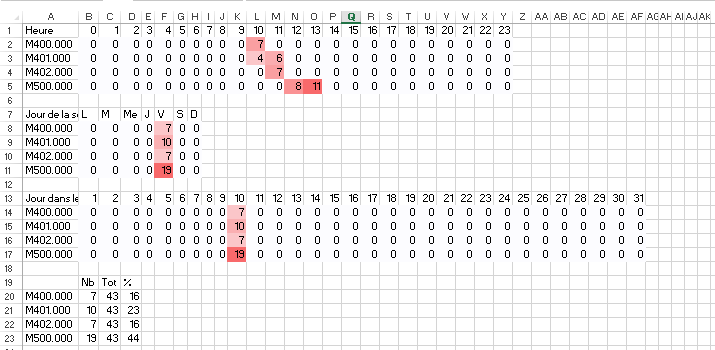 A B C D E F G H I J K L M N O P Q R S T U V W X Y Z AA AB AC AD AE AF AG AH AI AJ AK
1 Heure 0 1 2 3 4 5 6 7 8 9 10 11 12 13 14 15 16 17 18 19 20 21 22 23
2 M400.000 0 0 0 0 0 0 0 0 0 0 7 0 0 0 0 0 0 0 0 0 0 0 0 0
3 M401.000 0 0 0 0 0 0 0 0 0 0 4 6 0 0 0 0 0 0 0 0 0 0 0 0
4 M402.000 0 0 0 0 0 0 0 0 0 0 0 7 0 0 0 0 0 0 0 0 0 0 0 0
5 M500.000 0 0 0 0 0 0 0 0 0 0 0 0 8 11 0 0 0 0 0 0 0 0 0 0
6
7 Jour de la se L M Me J V S D
8 M400.000 0 0 0 0 7 0 0
9 M401.000 0 0 0 0 10 0 0
10 M402.000 0 0 0 0 7 0 0
11 M500.000 0 0 0 0 19 0 0
12
13 Jour dans le 1 2 3 4 5 6 7 8 9 10 11 12 13 14 15 16 17 18 19 20 21 22 23 24 25 26 27 28 29 30 31
14 M400.000 0 0 0 0 0 0 0 0 0 7 0 0 0 0 0 0 0 0 0 0 0 0 0 0 0 0 0 0 0 0 0
15 M401.000 0 0 0 0 0 0 0 0 0 10 0 0 0 0 0 0 0 0 0 0 0 0 0 0 0 0 0 0 0 0 0
16 M402.000 0 0 0 0 0 0 0 0 0 7 0 0 0 0 0 0 0 0 0 0 0 0 0 0 0 0 0 0 0 0 0
17 M500.000 0 0 0 0 0 0 0 0 0 19 0 0 0 0 0 0 0 0 0 0 0 0 0 0 0 0 0 0 0 0 0
18
19 Nb Tot %
20 M400.000 7 43 16
21 M401.000 10 43 23
22 M402.000 7 43 16
23 M500.000 19 43 44